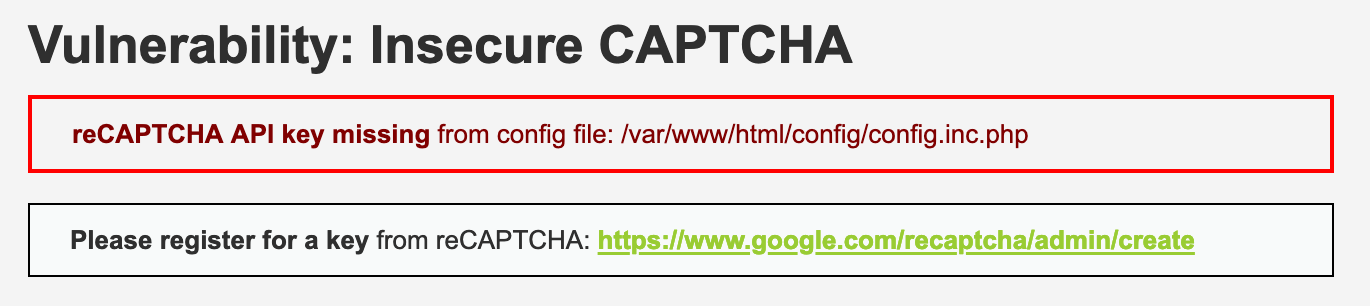 Vulnerability: Insecure CAPTCHA
reCAPTCHA API key missing from config file: /var/www/html/config/config.inc.php
Please register for a key from reCAPTCHA: https://www.google.com/recaptcha/admin/create